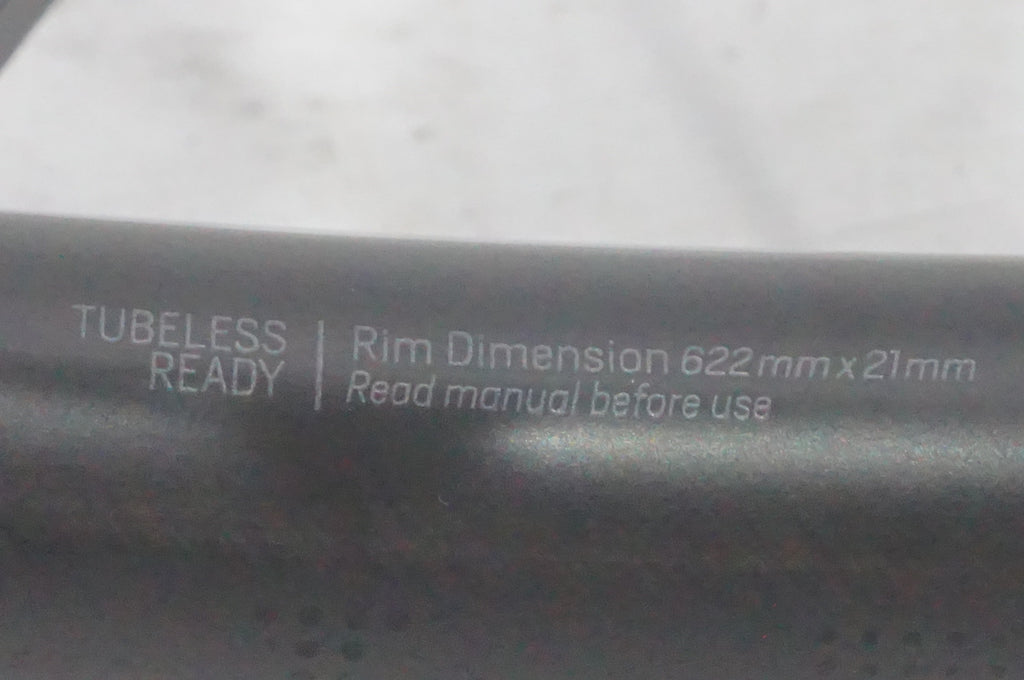 TUBELESS
READY
Rim Dimension 622mm x 21mm
Read manual before use